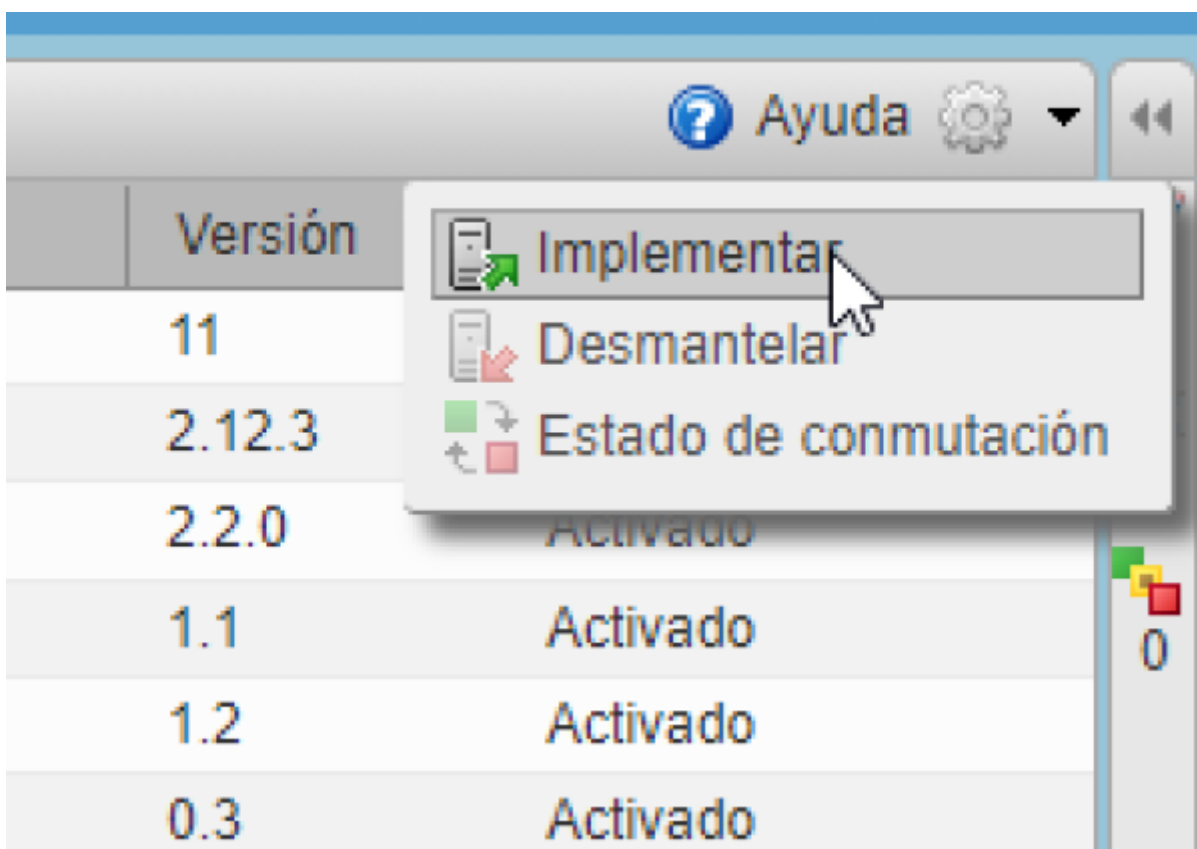 Ayuda
Versión
Implementar
11
Desmantelar
2.12.3
Estado de conmutación
2.2.0 Activado
1.1 Activado
0
1.2 Activado
0.3 Activado